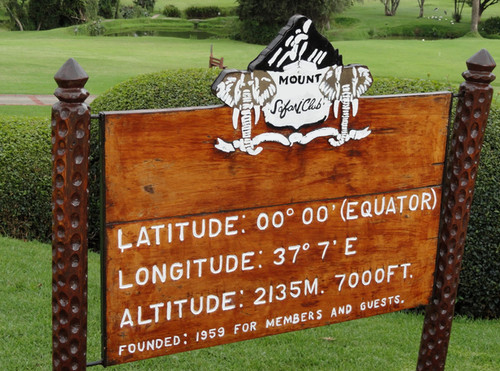 MOUNT
Safari Club
LATITUDE: 00° 00' (EQUATOR)
LONGITUDE: 37° 7' E
ALTITUDE: 2135M. 7000FT.
FOUNDED: 1959 FOR MEMBERS AND GUESTS.